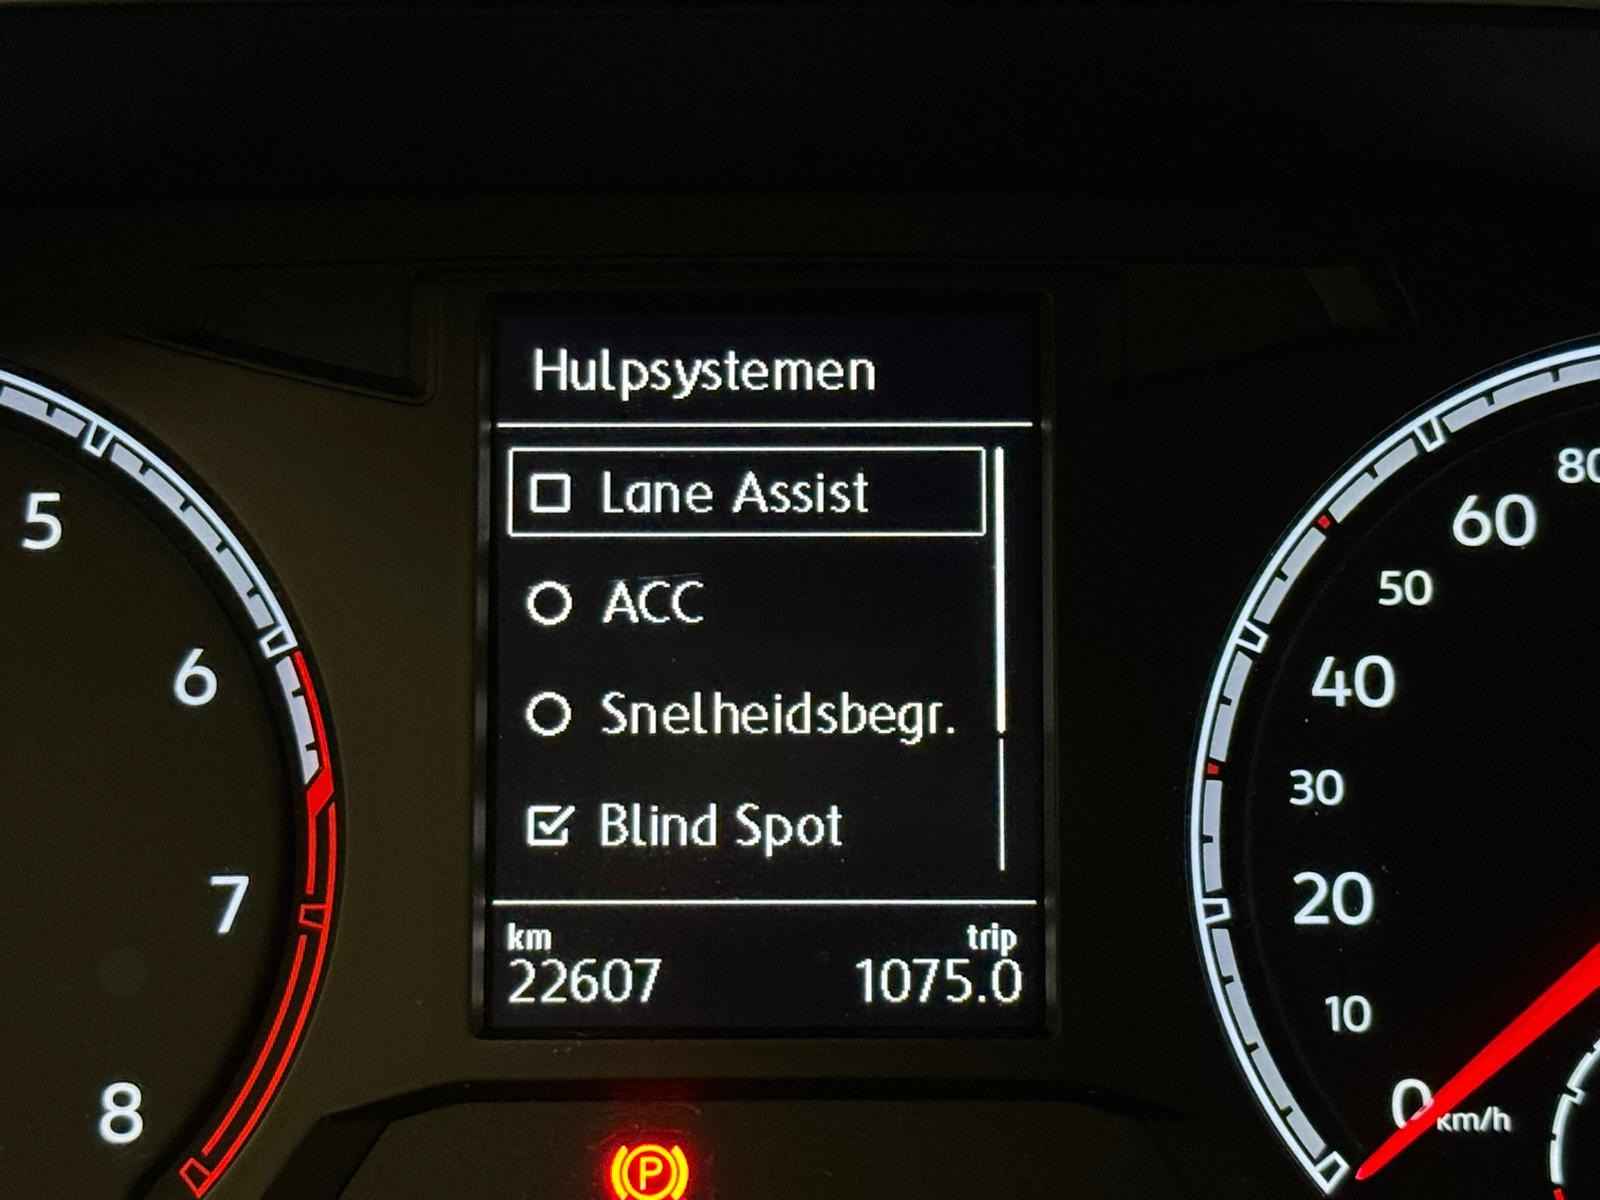 Hulpsystemen
Lane Assist
ACC
Snelheidsbegr.
Blind Spot
km trip
22607 1075.0
5
6
7
8
80
60
50
40
30
20
10
0 km/h
P